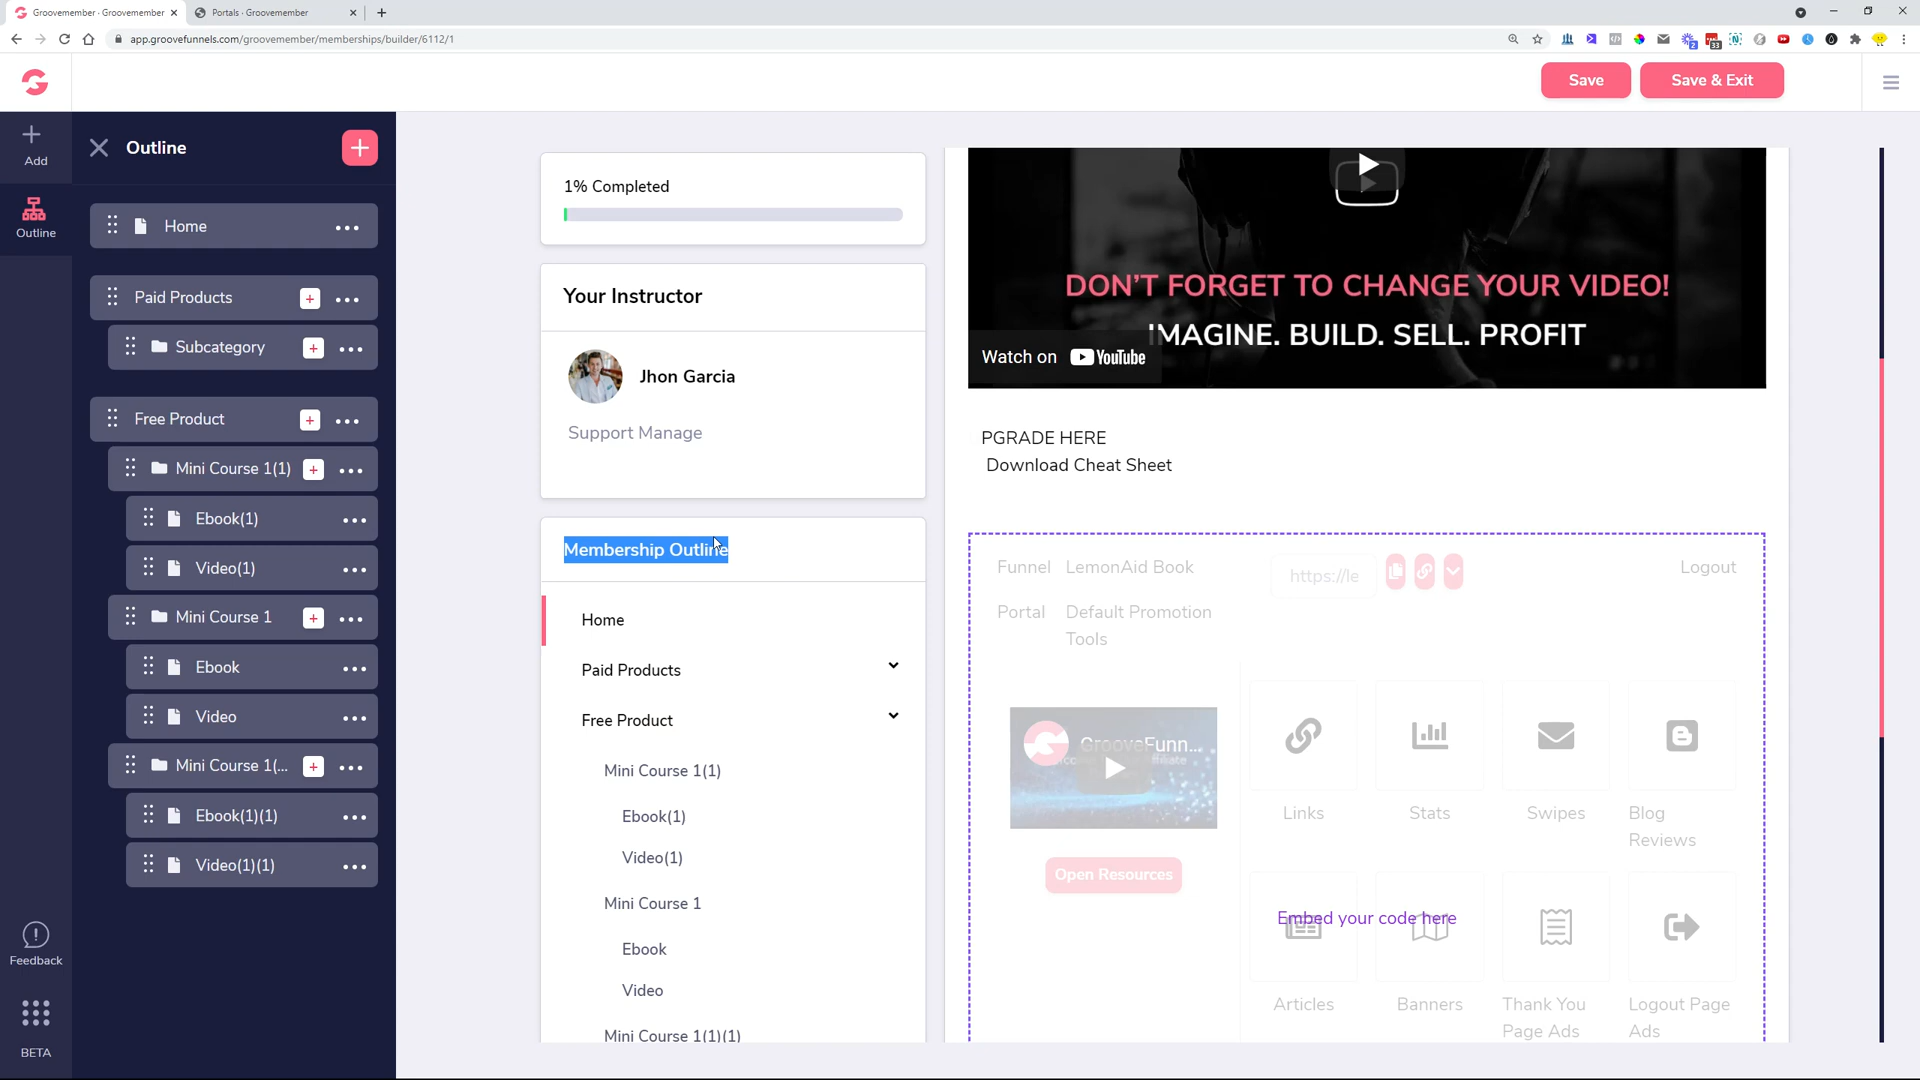 Groovemember · Groovemember
Portals · Groovemember
app.groovefunnels.com/groovemember/memberships/builder/6112/1
2
33
Save
Save & Exit
Add
Outline
Feedback
BETA
Outline
Home
Paid Products
Subcategory
Free Product
Mini Course 1(1)
Ebook(1)
Video(1)
Mini Course 1
Ebook
Video
Mini Course 1(...
Ebook(1)(1)
Video(1)(1)
1% Completed
Your Instructor
Jhon Garcia
Support Manage
Membership Outline
Home
Paid Products
Free Product
Mini Course 1(1)
Ebook(1)
Video(1)
Mini Course 1
Ebook
Video
Mini Course 1(1)(1)
DON'T FORGET TO CHANGE YOUR VIDEO!
IMAGINE. BUILD. SELL. PROFIT
Watch on YouTube
PGRADE HERE
Download Cheat Sheet
Funnel LemonAid Book
https://le
Logout
Portal Default Promotion
Tools
GrooveFunn...
Open Resources
Links
Stats
Swipes
Blog
Reviews
Embed your code here
Articles
Banners
Thank You
Page Ads
Logout Page
Ads